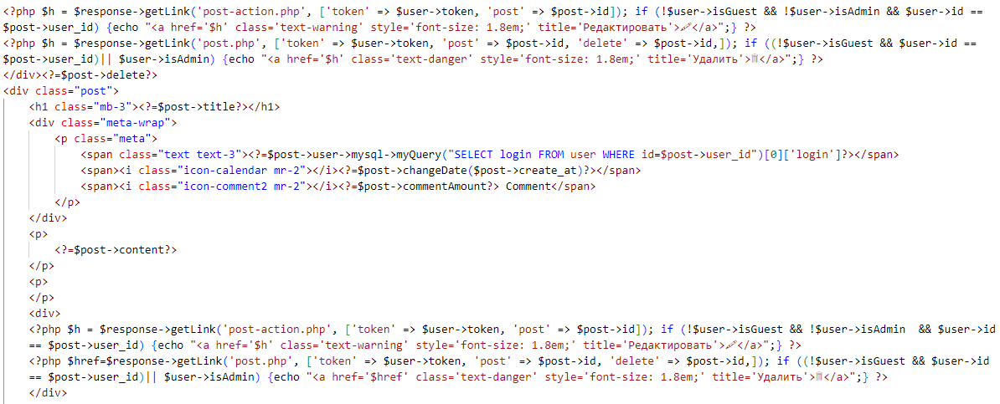 <?php $h = $response->getLink('post-action.php', ['token' => $user->token, 'post' => $post->id]); if (!$user->isGuest && !$user->isAdmin && $user->id ==
$post->user_id) {echo "<a href='$h' class='text-warning' style='font-size: 1.8em;' title='Редактировать'>🖍</a>";} ?>
<?php $h = $response->getLink('post.php', ['token' => $user->token, 'post' => $post->id, 'delete' => $post->id,]); if ((!$user->isGuest && $user->id ==
$post->user_id)|| $user->isAdmin) {echo "<a href='$h' class='text-danger' style='font-size: 1.8em;' title='Удалить'>🗑</a>";} ?>
</div><?=$post->delete?>
<div class="post">
<h1 class="mb-3"><?=$post->title?></h1>
<div class="meta-wrap">
<p class="meta">
<span class="text text-3"><?=$post->user->mysql->myQuery("SELECT login FROM user WHERE id=$post->user_id")[0]['login']?></span>
<span><i class="icon-calendar mr-2"></i><?=$post->changeDate($post->create_at)?></span>
<span><i class="icon-comment2 mr-2"></i><?=$post->commentAmount?> Comment</span>
</p>
</div>
<p>
<?=$post->content?>
</p>
<p>
</p>
<div>
<?php $h = $response->getLink('post-action.php', ['token' => $user->token, 'post' => $post->id]); if (!$user->isGuest && !$user->isAdmin  && $user->id
== $post->user_id) {echo "<a href='$h' class='text-warning' style='font-size: 1.8em;' title='Редактировать'>🖍</a>";} ?>
<?php $href=$response->getLink('post.php', ['token' => $user->token, 'post' => $post->id, 'delete' => $post->id,]); if ((!$user->isGuest && $user->id
== $post->user_id)|| $user->isAdmin) {echo "<a href='$href' class='text-danger' style='font-size: 1.8em;' title='Удалить'>🗑</a>";} ?>
</div>